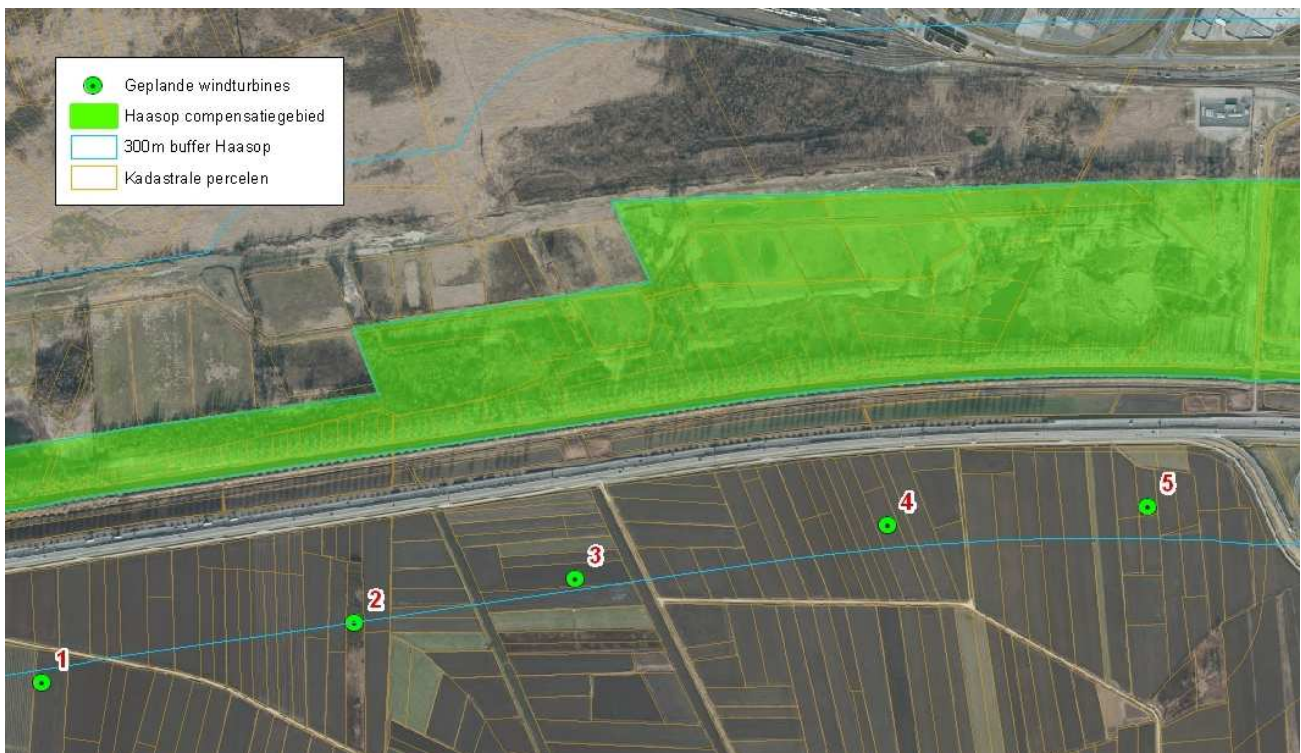 Geplande windturbines
Haasop compensatiegebied
300m buffer Haasop
Kadastrale percelen
1
2
3
4
5